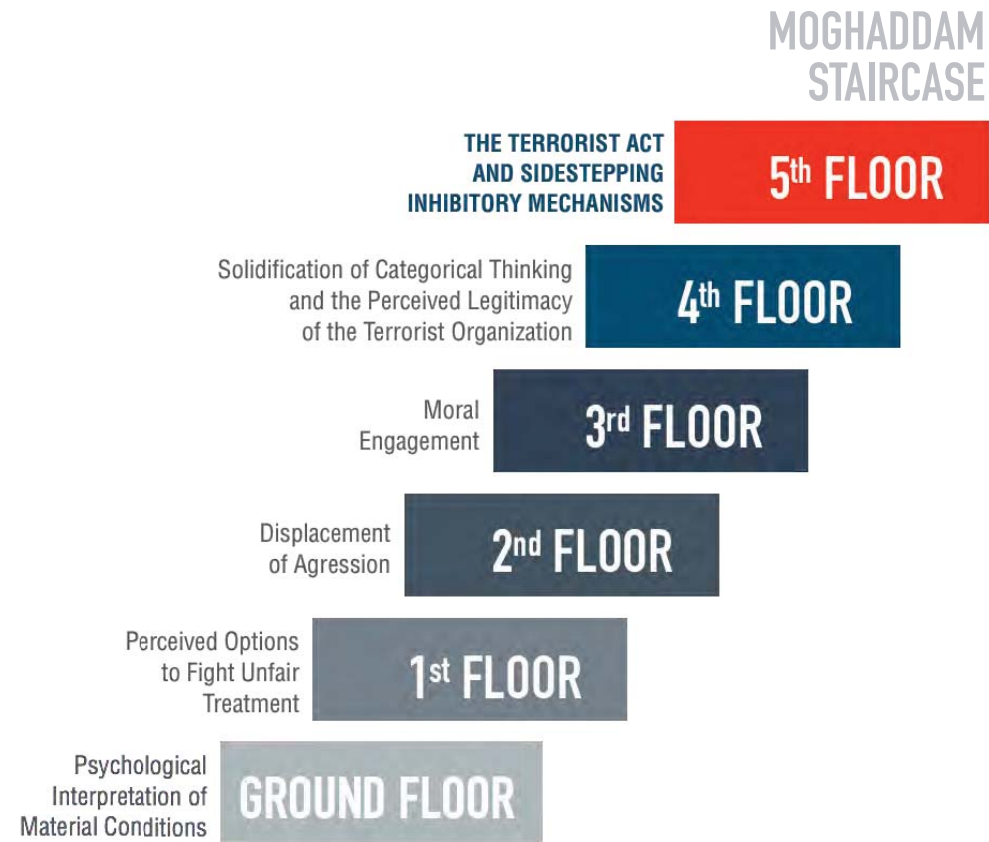 MOGHADDAM
STAIRCASE
THE TERRORIST ACT
AND SIDESTEPPING
INHIBITORY MECHANISMS
5th FLOOR
Solidification of Categorical Thinking
and the Perceived Legitimacy
of the Terrorist Organization
4th FLOOR
Moral
Engagement
3rd FLOOR
Displacement
of Agression
2nd FLOOR
Perceived Options
to Fight Unfair
Treatment
1st FLOOR
Psychological
Interpretation of
Material Conditions
GROUND FLOOR